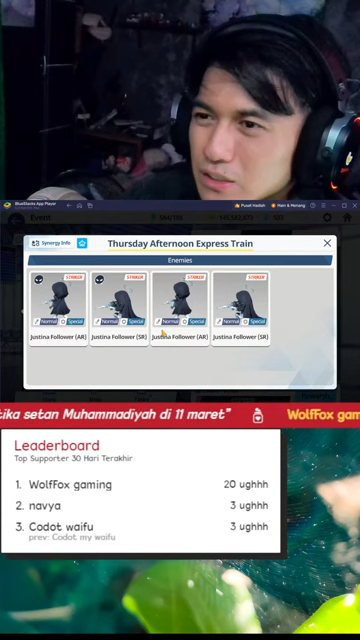 BlueStacks App Player
Pusat Hadiah
Main & Menang
Event
Synergy Info
Thursday Afternoon Express Train
Enemies
STRIKER
STRIKER
STRIKER
STRIKER
Normal Special
Normal Special
Normal Special
Normal Special
Justina Follower (AR)
Justina Follower (SR)
Justina Follower (AR)
Justina Follower (SR)
tika setan Muhammadiyah di 11 maret"
WolfFox gam
Leaderboard
Top Supporter 30 Hari Terakhir
1. WolfFox gaming 20 ughhh
2. navya 3 ughhh
3. Codot waifu 3 ughhh
prev: Codot my waifu